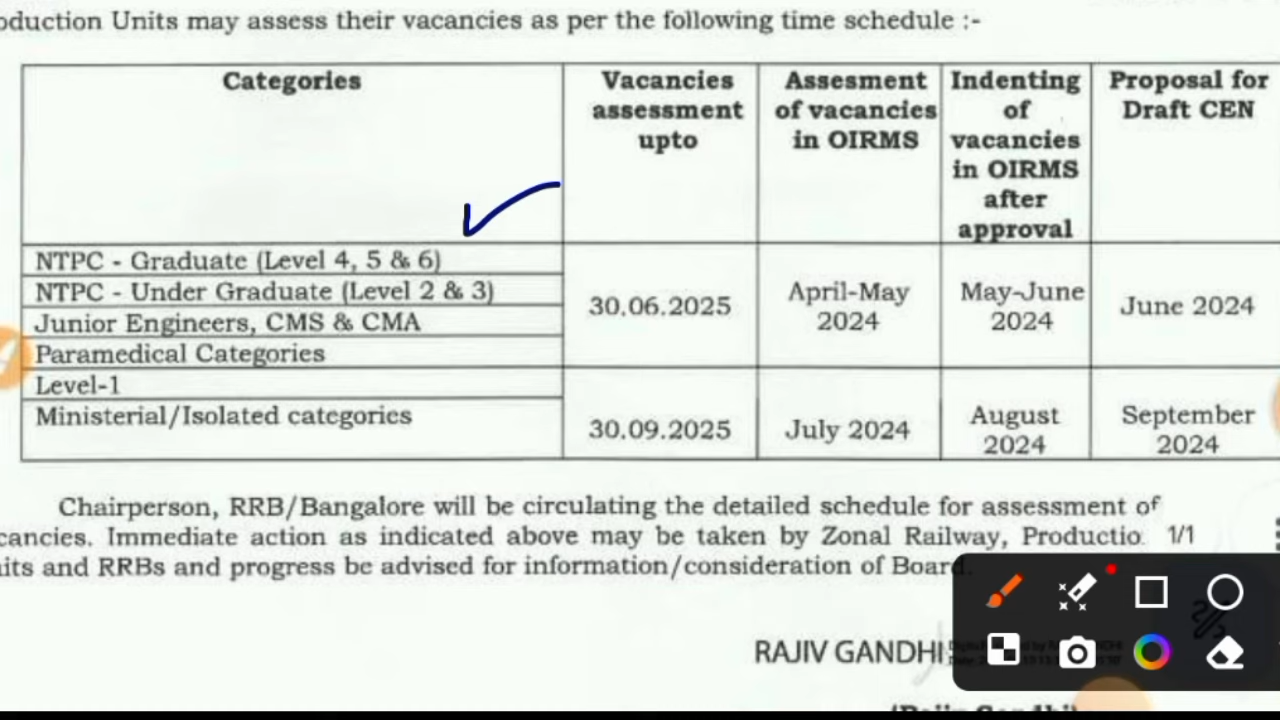 oduction Units may assess their vacancies as per the following time schedule :-
Categories
Vacancies assessment upto
Assesment of vacancies in OIRMS
Indenting of vacancies in OIRMS after approval
Proposal for Draft CEN
NTPC - Graduate (Level 4, 5 & 6)
NTPC - Under Graduate (Level 2 & 3)
Junior Engineers, CMS & CMA
Paramedical Categories
30.06.2025
April-May 2024
May-June 2024
June 2024
Level-1
Ministerial/Isolated categories
30.09.2025
July 2024
August 2024
September 2024
Chairperson, RRB/Bangalore will be circulating the detailed schedule for assessment of
cancies. Immediate action as indicated above may be taken by Zonal Railway, Productio 1/1
its and RRBs and progress be advised for information/consideration of Board.
RAJIV GANDHI